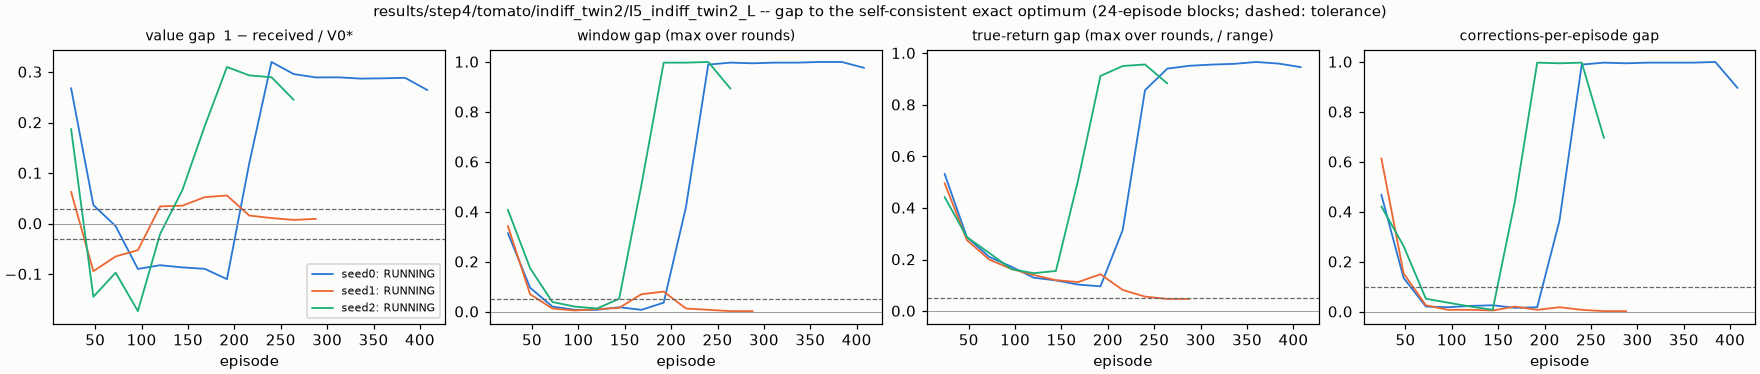 results/step4/tomato/indiff_twin2/l5_indiff_twin2_L -- gap to the self-consistent exact optimum (24-episode blocks; dashed: tolerance)
value gap  1 − received / V0*
0.3
0.2
0.1
0.0
−0.1
50 100 150 200 250 300 350 400
episode
seed0: RUNNING
seed1: RUNNING
seed2: RUNNING
window gap (max over rounds)
1.0
0.8
0.6
0.4
0.2
0.0
50 100 150 200 250 300 350 400
episode
true-return gap (max over rounds, / range)
1.0
0.8
0.6
0.4
0.2
0.0
50 100 150 200 250 300 350 400
episode
corrections-per-episode gap
1.0
0.8
0.6
0.4
0.2
0.0
50 100 150 200 250 300 350 400
episode